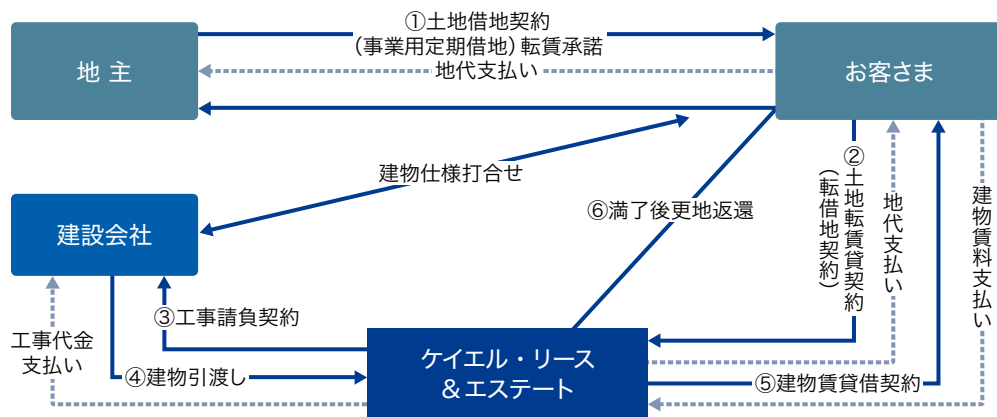 ①土地借地契約
(事業用定期借地)転賃承諾
地代支払い
地 主
お客さま
建物仕様打合せ
②土地転賃貸契約
(転借地契約)
地代支払い
建物賃料支払い
⑥満了後更地返還
建設会社
③工事請負契約
工事代金
支払い
④建物引渡し
ケイエル・リース
&エステート
⑤建物賃貸借契約